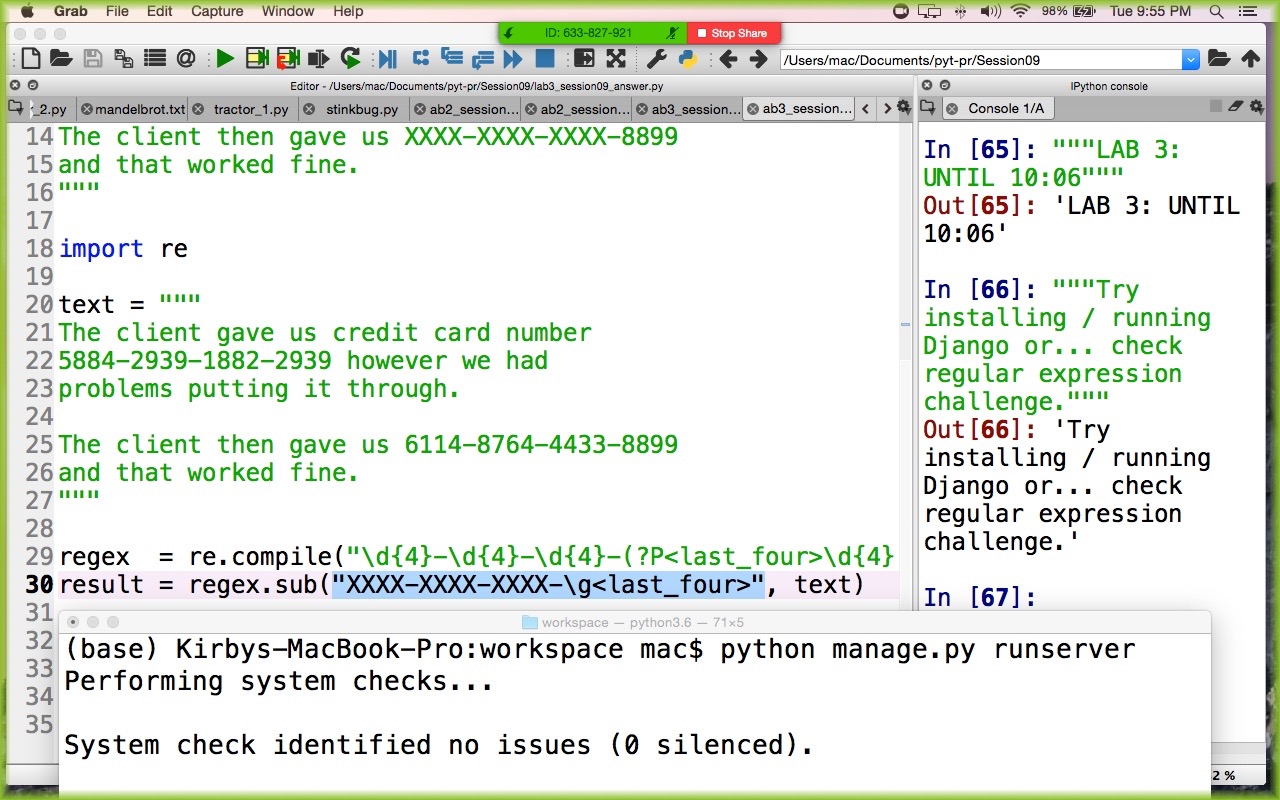 Grab File Edit Capture Window Help 98% Tue 9:55 PM
ID: 633-827-921 Stop Share
/Users/mac/Documents/pyt-pr/Session09
Editor - /Users/mac/Documents/pyt-pr/Session09/lab3_session09_answer.py
_2.py mandelbrot.txt tractor_1.py stinkbug.py ab2_session... ab2_session... ab3_session... ab3_session...
14 The client then gave us XXXX-XXXX-XXXX-8899
15 and that worked fine.
16 """
17
18 import re
19
20 text = """
21 The client gave us credit card number
22 5884-2939-1882-2939 however we had
23 problems putting it through.
24
25 The client then gave us 6114-8764-4433-8899
26 and that worked fine.
27 """
28
29 regex  = re.compile("\d{4}-\d{4}-\d{4}-(?P<last_four>\d{4}
30 result = regex.sub("XXXX-XXXX-XXXX-\g<last_four>", text)
31
32
33
34
35
IPython console
Console 1/A
In [65]: """LAB 3:
UNTIL 10:06"""
Out[65]: 'LAB 3: UNTIL
10:06'
In [66]: """Try
installing / running
Django or... check
regular expression
challenge."""
Out[66]: 'Try
installing / running
Django or... check
regular expression
challenge.'
In [67]:
workspace — python3.6 — 71×5
(base) Kirbys-MacBook-Pro:workspace mac$ python manage.py runserver
Performing system checks...
System check identified no issues (0 silenced).
2 %